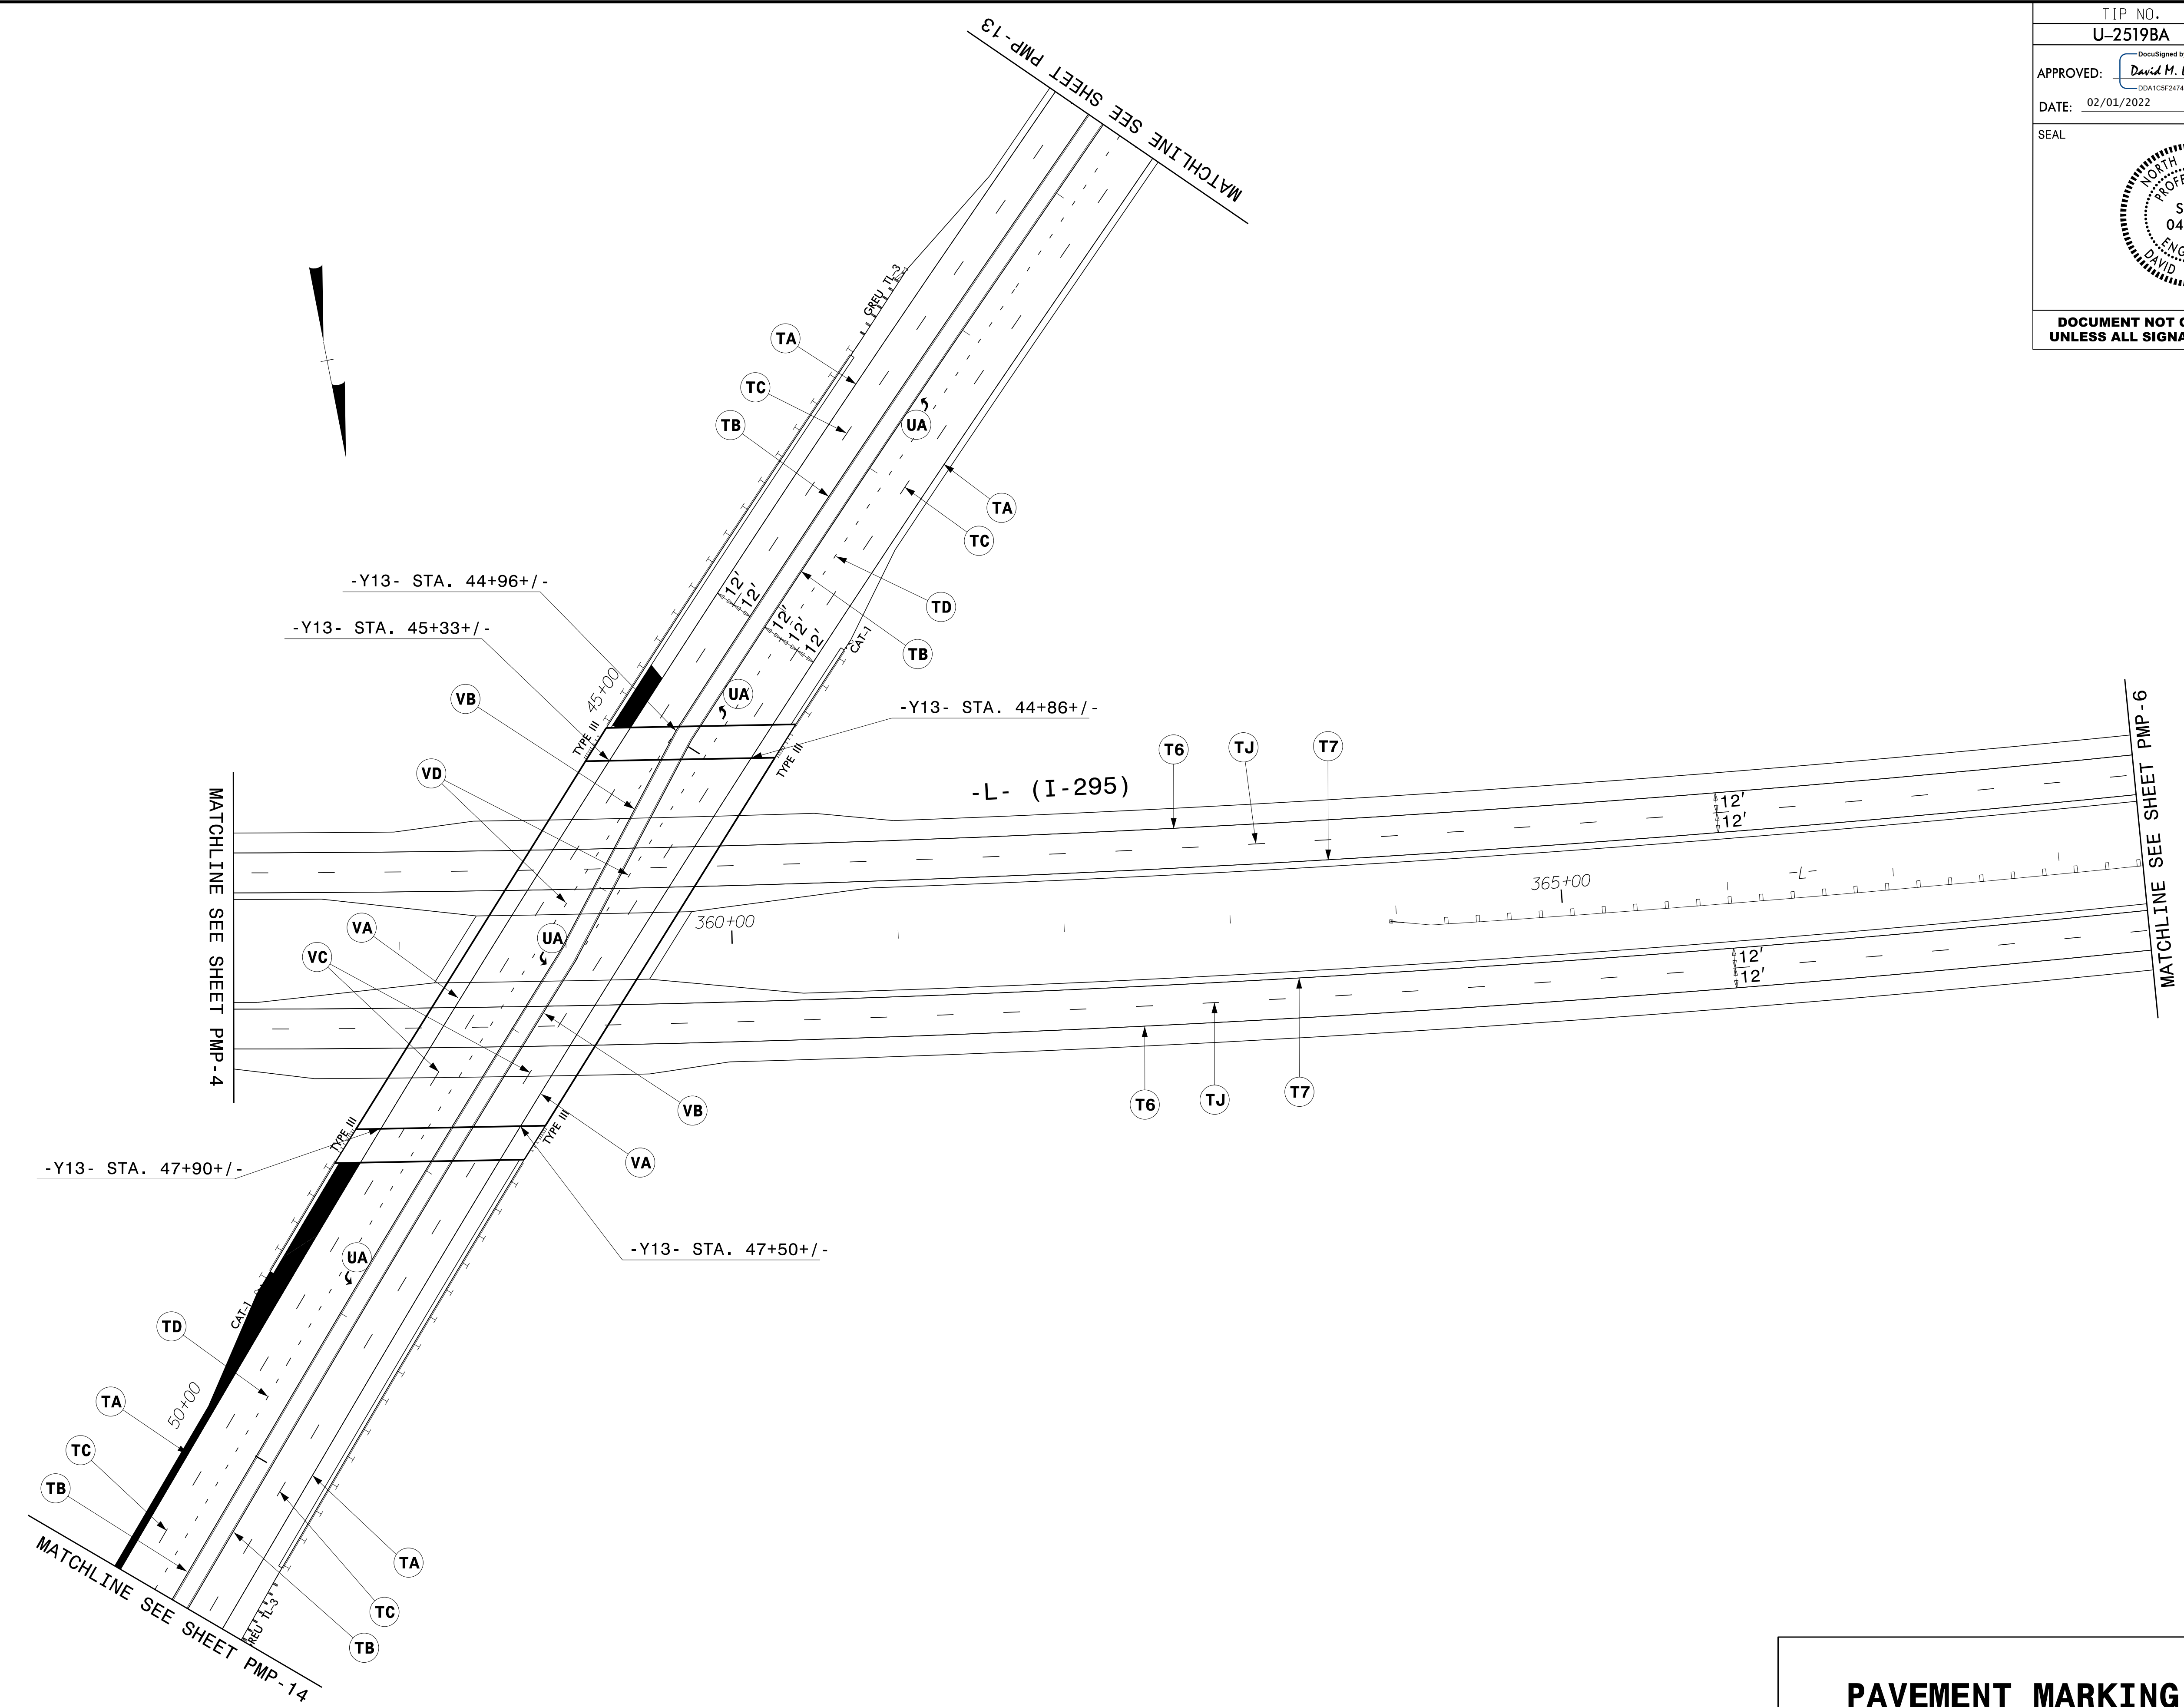 TIP NO.
U-2519BA
DocuSigned
APPROVED:
David M.
DDA1C5F2474
DATE: 02/01/2022
SEAL
NORTH
04
DAVID
DOCUMENT NOT
UNLESS ALL
MATCHLINE SEE SHEET PMP-13
GREU TL-3
TA
TC
TB
UA
TA
TC
TD
TB
12'
12'
12'
12'
12'
CAT-1
-Y13- STA. 44+96+/-
-Y13- STA. 45+33+/-
45+00
TYPE III
UA
-Y13- STA. 44+86+/-
TYPE III
VB
VD
MATCHLINE SEE SHEET PMP-4
-L- (I-295)
T6
TJ
T7
12'
12'
MATCHLINE SEE SHEET PMP-6
365+00
-L-
360+00
VA
UA
VC
12'
12'
T6
TJ
T7
VB
VA
TYPE III
TYPE III
-Y13- STA. 47+90+/-
-Y13- STA. 47+50+/-
UA
CAT-1
TD
50+00
TA
TC
TB
TA
TC
TB
REU TL-3
MATCHLINE SEE SHEET PMP-14
PAVEMENT MARKING